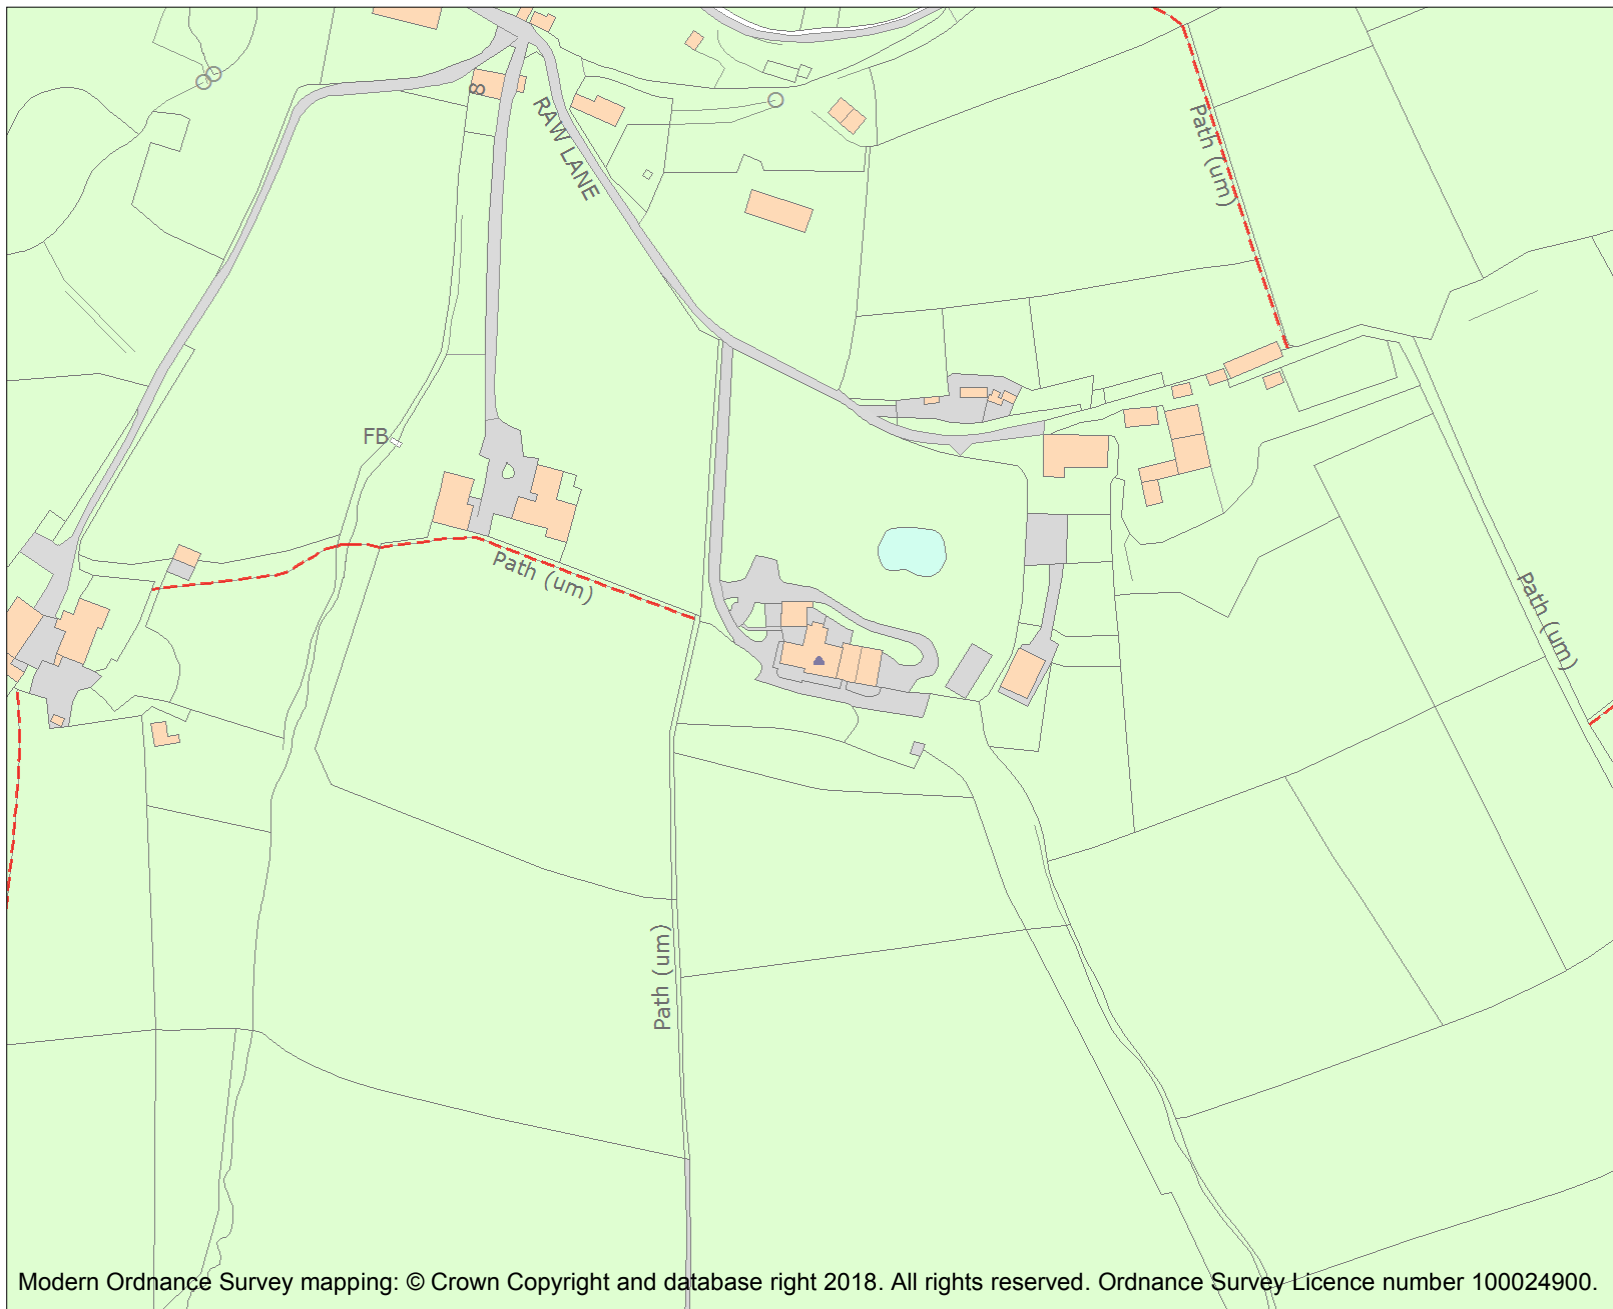 8
RAW LANE
Path (um)
FB
Path (um)
Path (um)
Path (um)
Modern Ordnance Survey mapping: © Crown Copyright and database right 2018. All rights reserved. Ordnance Survey Licence number 100024900.